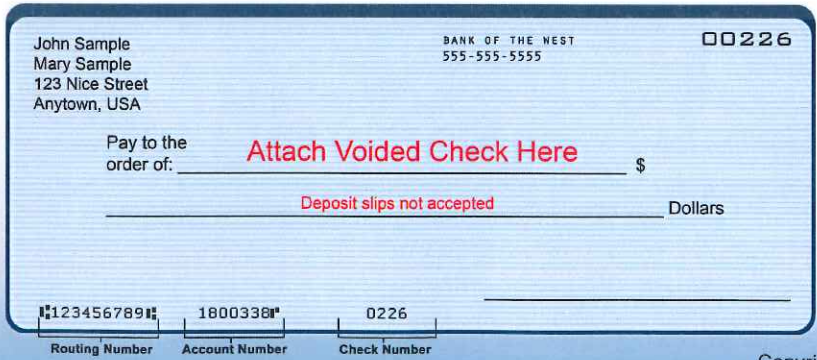 John Sample
Mary Sample
123 Nice Street
Anytown, USA
BANK OF THE WEST
555-555-5555
00226
Pay to the
order of: Attach Voided Check Here $
Deposit slips not accepted Dollars
⑆123456789⑆ 1800338⑈ 0226
Routing Number Account Number Check Number